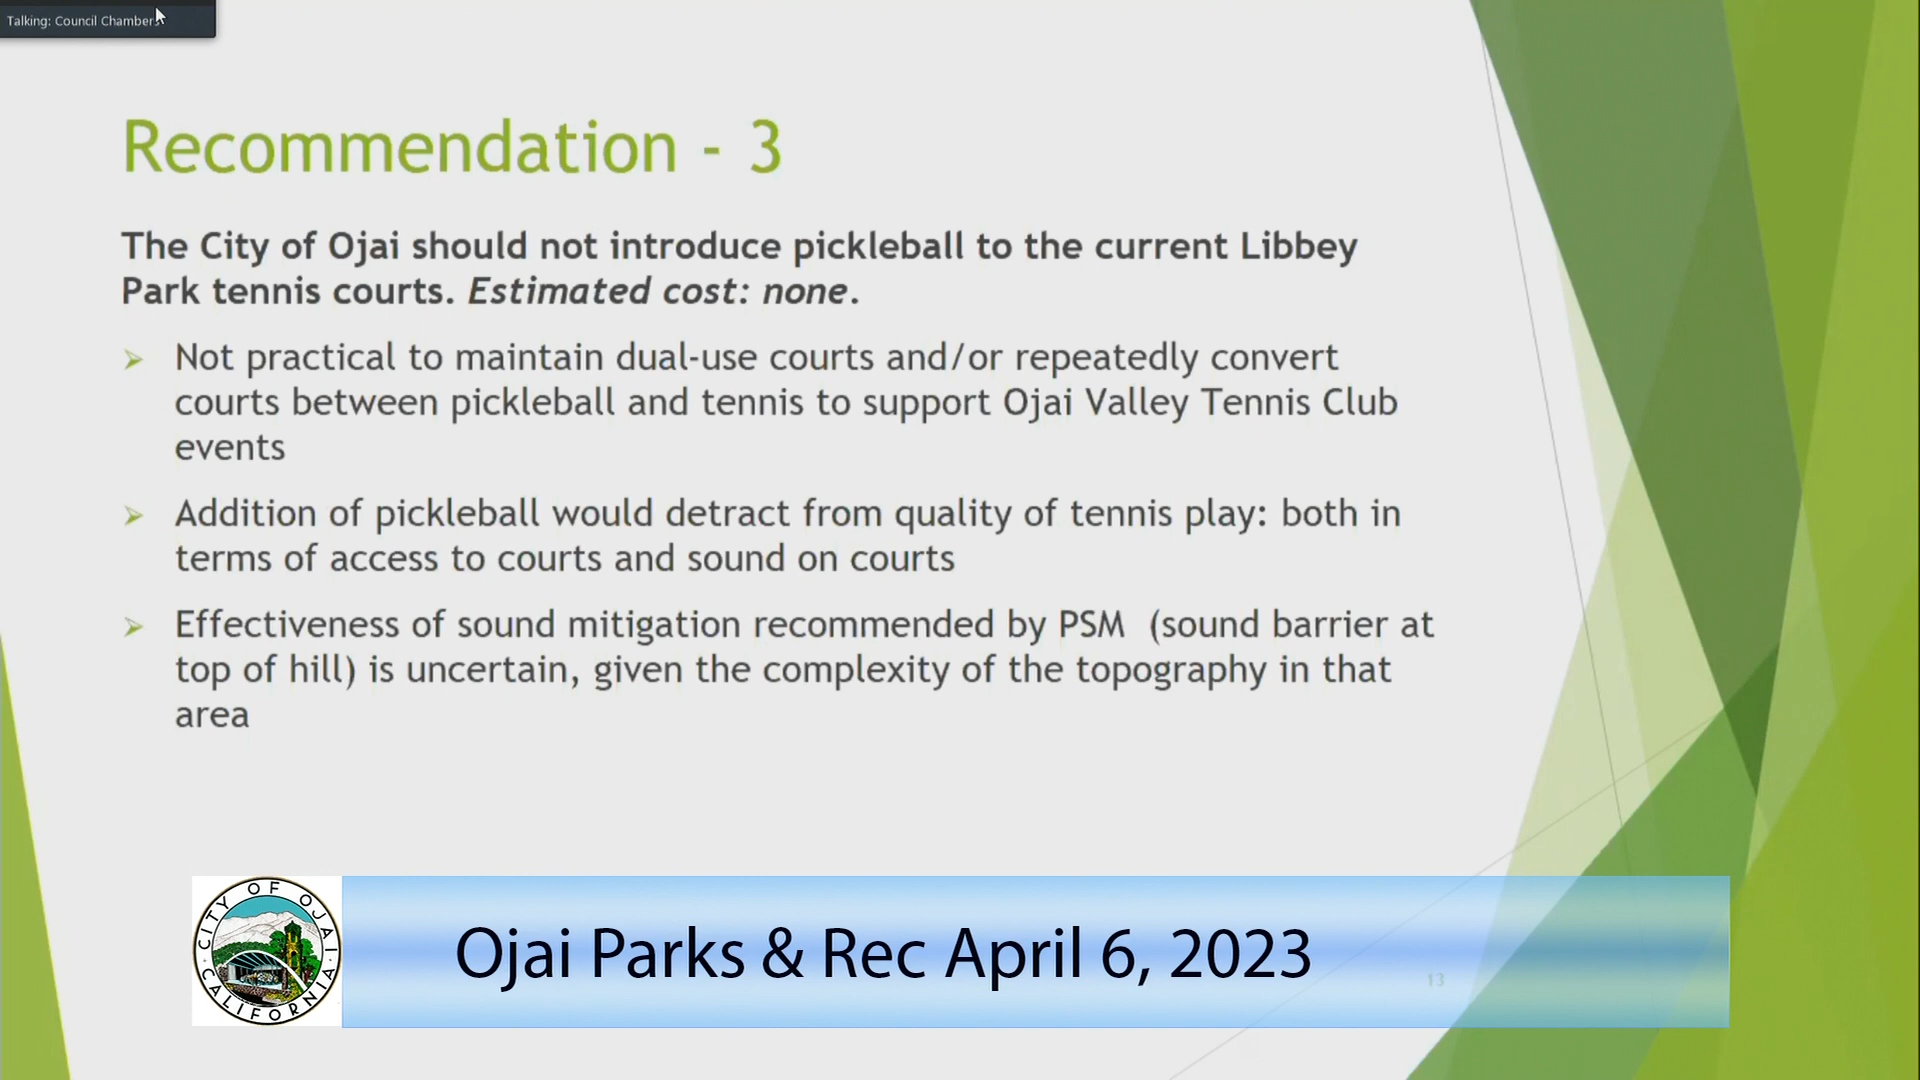 Talking: Council Chambers
Recommendation - 3
The City of Ojai should not introduce pickleball to the current Libbey
Park tennis courts. Estimated cost: none.
Not practical to maintain dual-use courts and/or repeatedly convert
courts between pickleball and tennis to support Ojai Valley Tennis Club
events
Addition of pickleball would detract from quality of tennis play: both in
terms of access to courts and sound on courts
Effectiveness of sound mitigation recommended by PSM (sound barrier at
top of hill) is uncertain, given the complexity of the topography in that
area
CITY OF OJAI
CALIFORNIA
Ojai Parks & Rec April 6, 2023
13